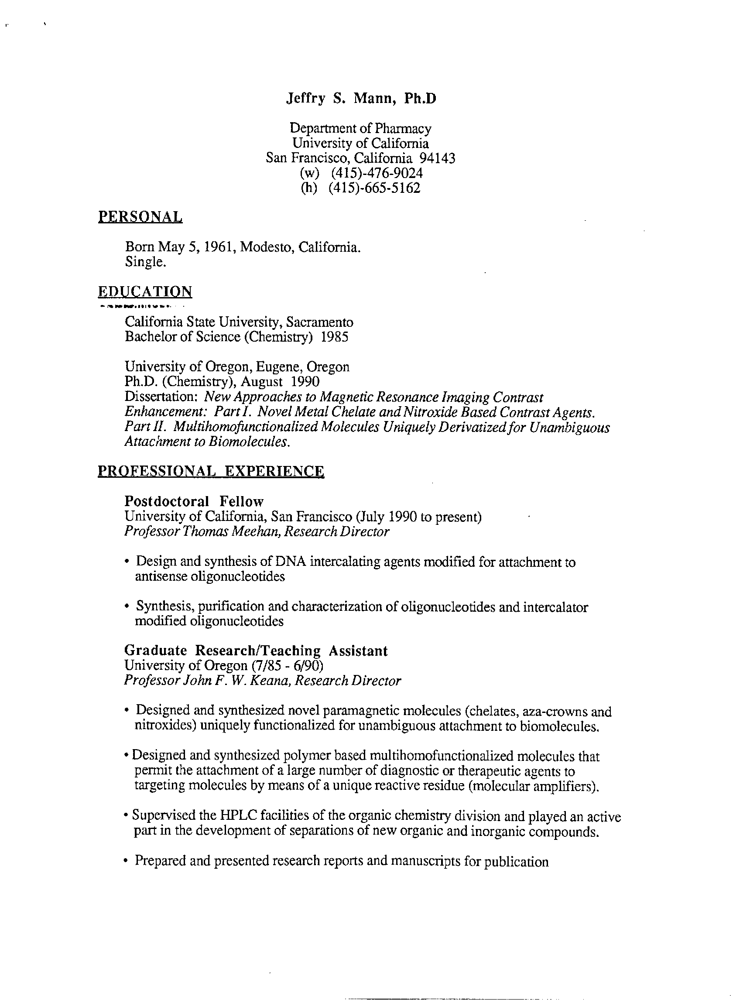 Jeffry S. Mann, Ph.D
Department of Pharmacy
University of California
San Francisco, California 94143
(w) (415)-476-9024
(h) (415)-665-5162
PERSONAL
Born May 5, 1961, Modesto, California.
Single.
EDUCATION
California State University, Sacramento
Bachelor of Science (Chemistry) 1985
University of Oregon, Eugene, Oregon
Ph.D. (Chemistry), August 1990
Dissertation: New Approaches to Magnetic Resonance Imaging Contrast
Enhancement: Part I. Novel Metal Chelate and Nitroxide Based Contrast Agents.
Part II. Multihomofunctionalized Molecules Uniquely Derivatized for Unambiguous
Attachment to Biomolecules.
PROFESSIONAL EXPERIENCE
Postdoctoral Fellow
University of California, San Francisco (July 1990 to present)
Professor Thomas Meehan, Research Director
• Design and synthesis of DNA intercalating agents modified for attachment to
antisense oligonucleotides
• Synthesis, purification and characterization of oligonucleotides and intercalator
modified oligonucleotides
Graduate Research/Teaching Assistant
University of Oregon (7/85 - 6/90)
Professor John F. W. Keana, Research Director
• Designed and synthesized novel paramagnetic molecules (chelates, aza-crowns and
nitroxides) uniquely functionalized for unambiguous attachment to biomolecules.
• Designed and synthesized polymer based multihomofunctionalized molecules that
permit the attachment of a large number of diagnostic or therapeutic agents to
targeting molecules by means of a unique reactive residue (molecular amplifiers).
• Supervised the HPLC facilities of the organic chemistry division and played an active
part in the development of separations of new organic and inorganic compounds.
• Prepared and presented research reports and manuscripts for publication